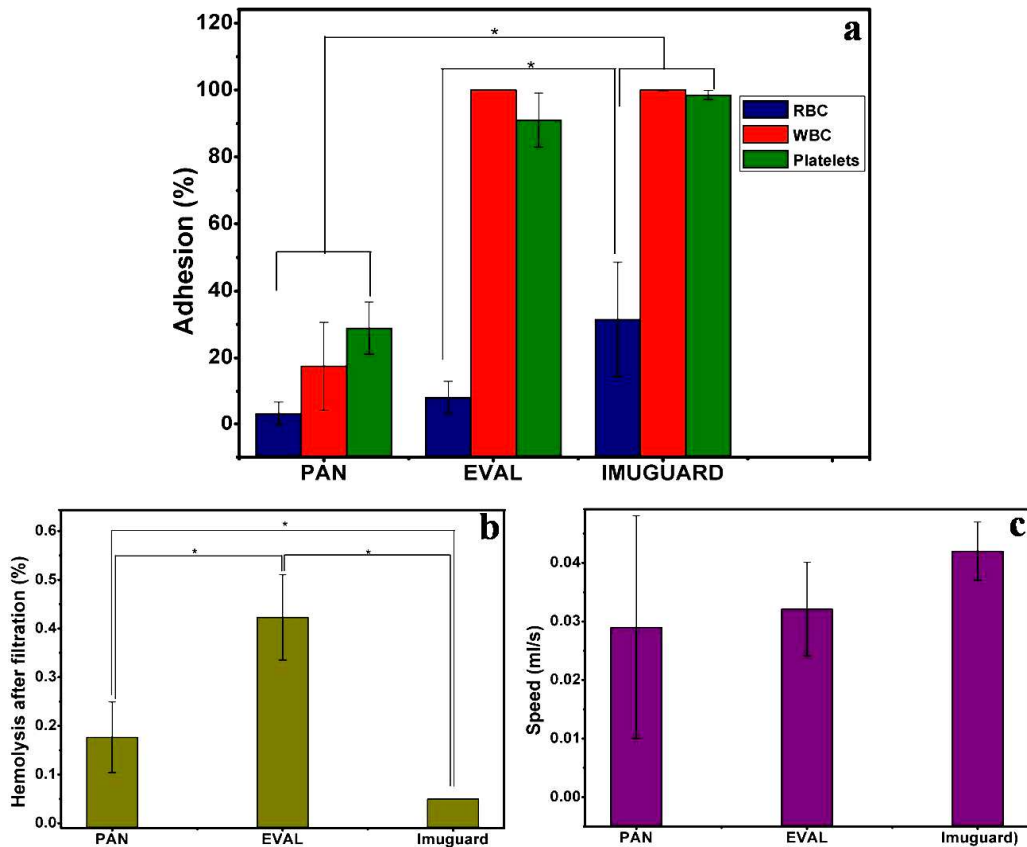 a
120
100
80
60
40
20
0
Adhesion (%)
*
*
RBC
WBC
Platelets
PAN EVAL IMUGUARD
b
0.6
0.5
0.4
0.3
0.2
0.1
0.0
Hemolysis after filtration (%)
*
*
*
PAN EVAL Imuguard
c
0.04
0.03
0.02
0.01
0.00
Speed (ml/s)
PAN EVAL Imuguard)